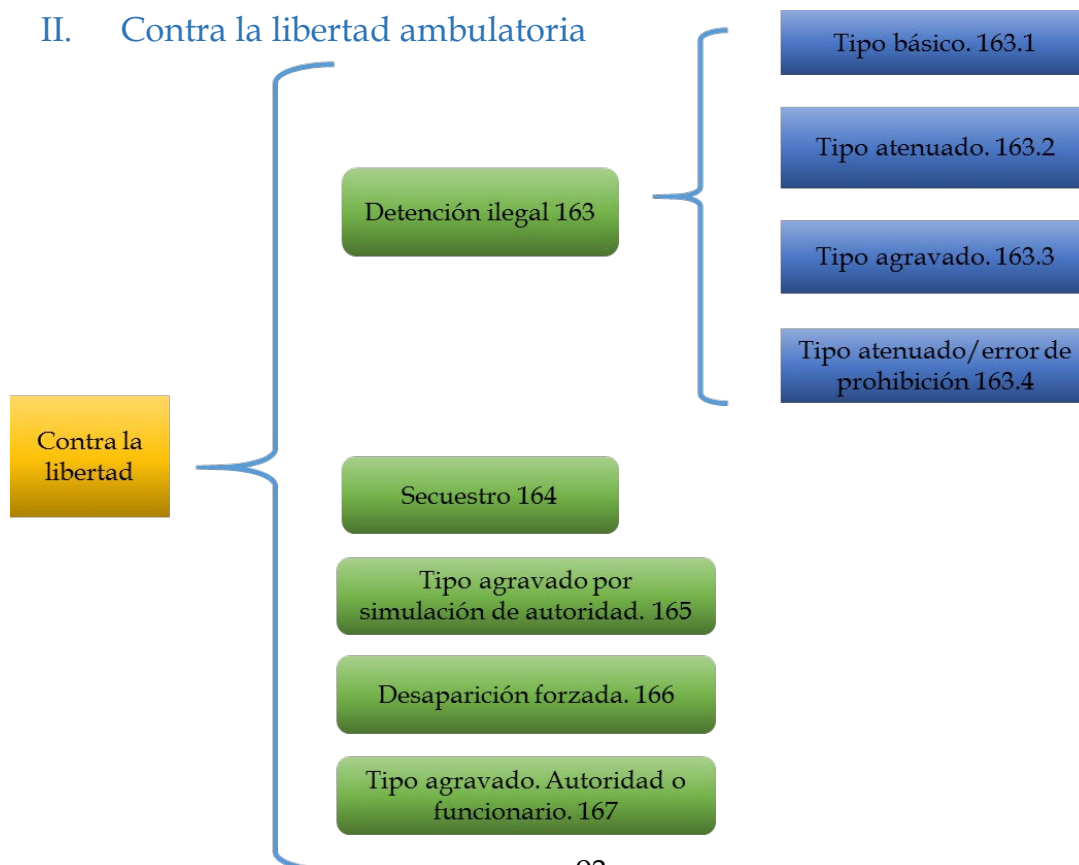 II. Contra la libertad ambulatoria
Contra la
libertad
Detención ilegal 163
Tipo básico. 163.1
Tipo atenuado. 163.2
Tipo agravado. 163.3
Tipo atenuado/error de
prohibición 163.4
Secuestro 164
Tipo agravado por
simulación de autoridad. 165
Desaparición forzada. 166
Tipo agravado. Autoridad o
funcionario. 167